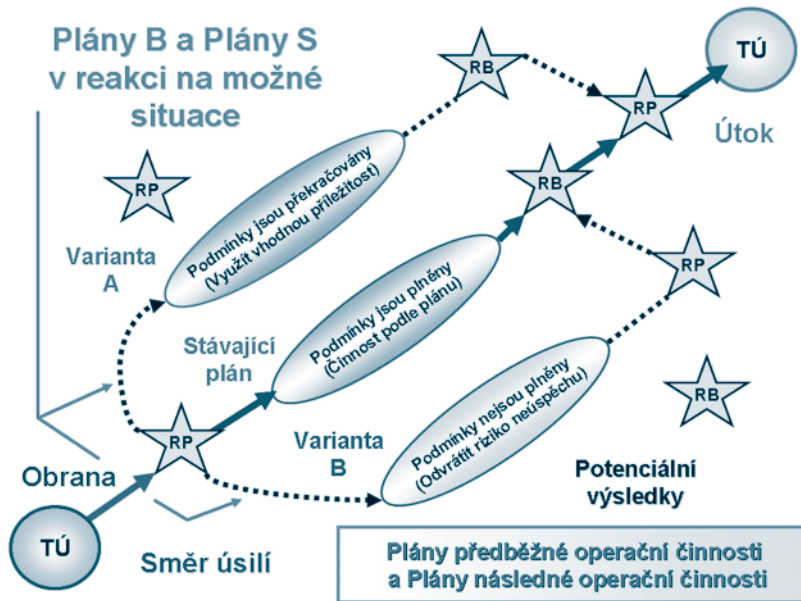 Plány B a Plány S
v reakci na možné
situace
RB
TÚ
RP
Útok
RP
RB
Podmínky jsou překračovány
(Využít vhodnou příležitost)
Varianta
A
RP
Podmínky jsou plněny
(Činnost podle plánu)
Stávající
plán
RB
Podmínky nejsou plněny
(Odvrátit riziko neúspěchu)
RP
Varianta
B
Obrana
Potenciální
výsledky
TÚ
Směr úsilí
Plány předběžné operační činnosti
a Plány následné operační činnosti